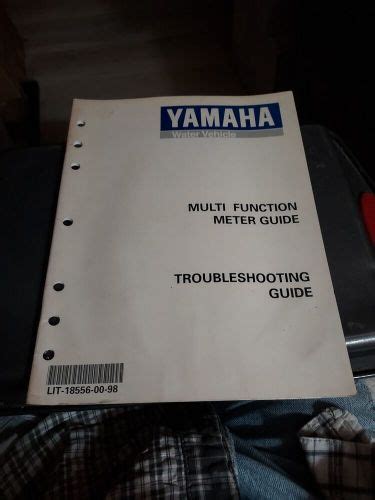 YAMAHA
Water Vehicle
MULTI FUNCTION
METER GUIDE
TROUBLESHOOTING
GUIDE
LIT-18556-00-98